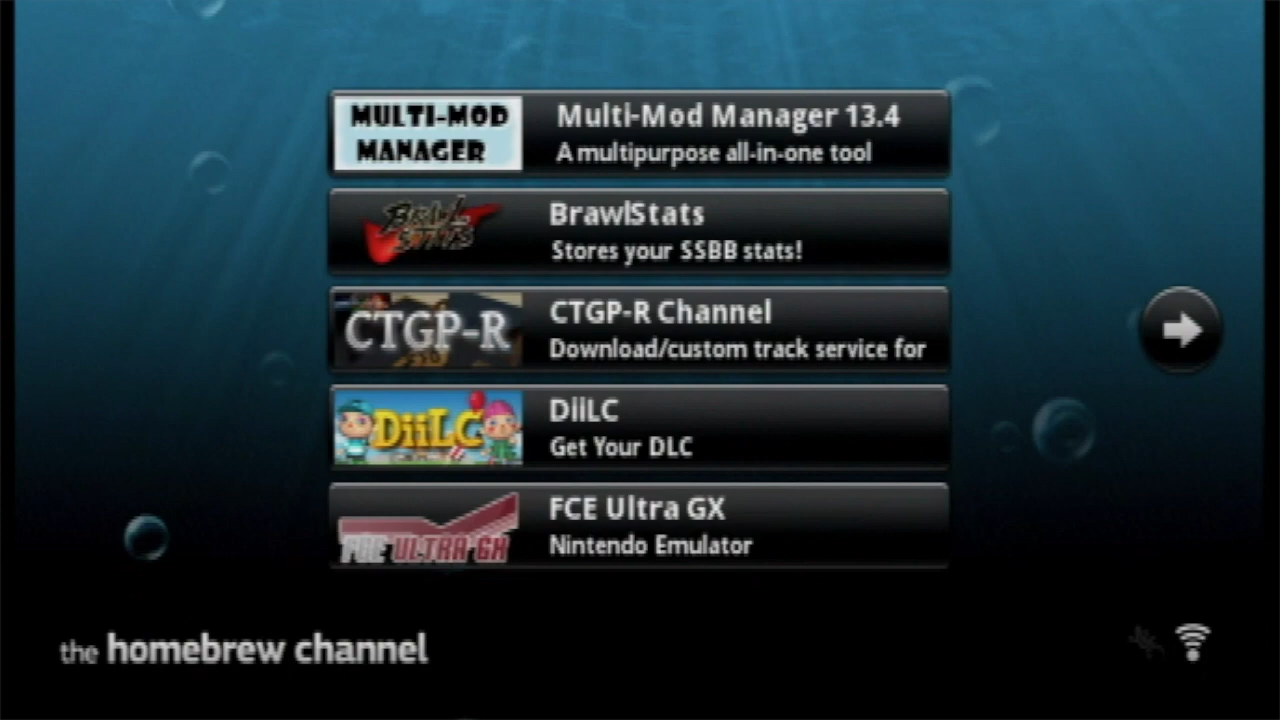 MULTI-MOD
MANAGER
Multi-Mod Manager 13.4
A multipurpose all-in-one tool
BRAWL
STATS
BrawlStats
Stores your SSBB stats!
CTGP-R
CTGP-R Channel
Download/custom track service for
DiiLC
DiiLC
Get Your DLC
FCE ULTRA GX
FCE Ultra GX
Nintendo Emulator
the homebrew channel